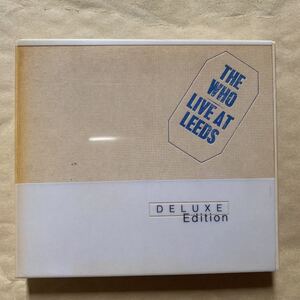 THE
WHO
LIVE AT
LEEDS
DELUXE
Edition